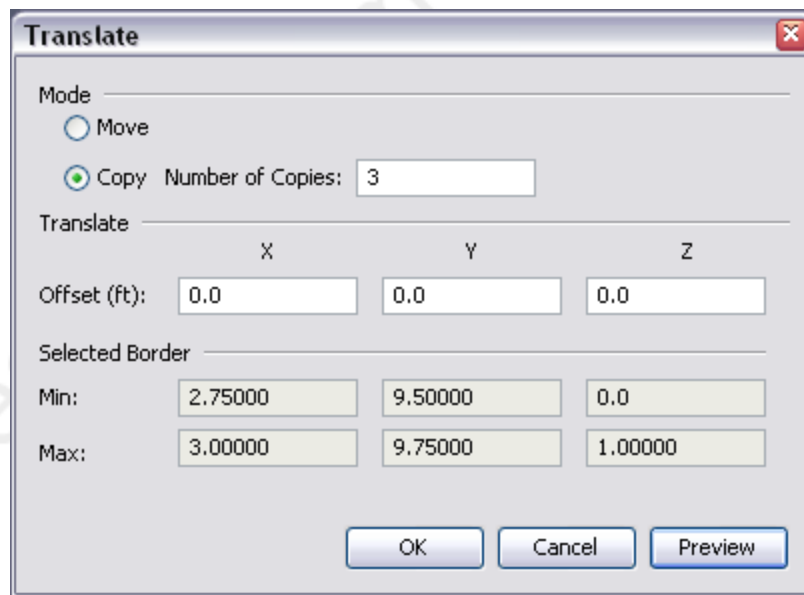 Translate
Mode
Move
Copy Number of Copies: 3
Translate
X Y Z
Offset (ft): 0.0 0.0 0.0
Selected Border
Min: 2.75000 9.50000 0.0
Max: 3.00000 9.75000 1.00000
OK Cancel Preview